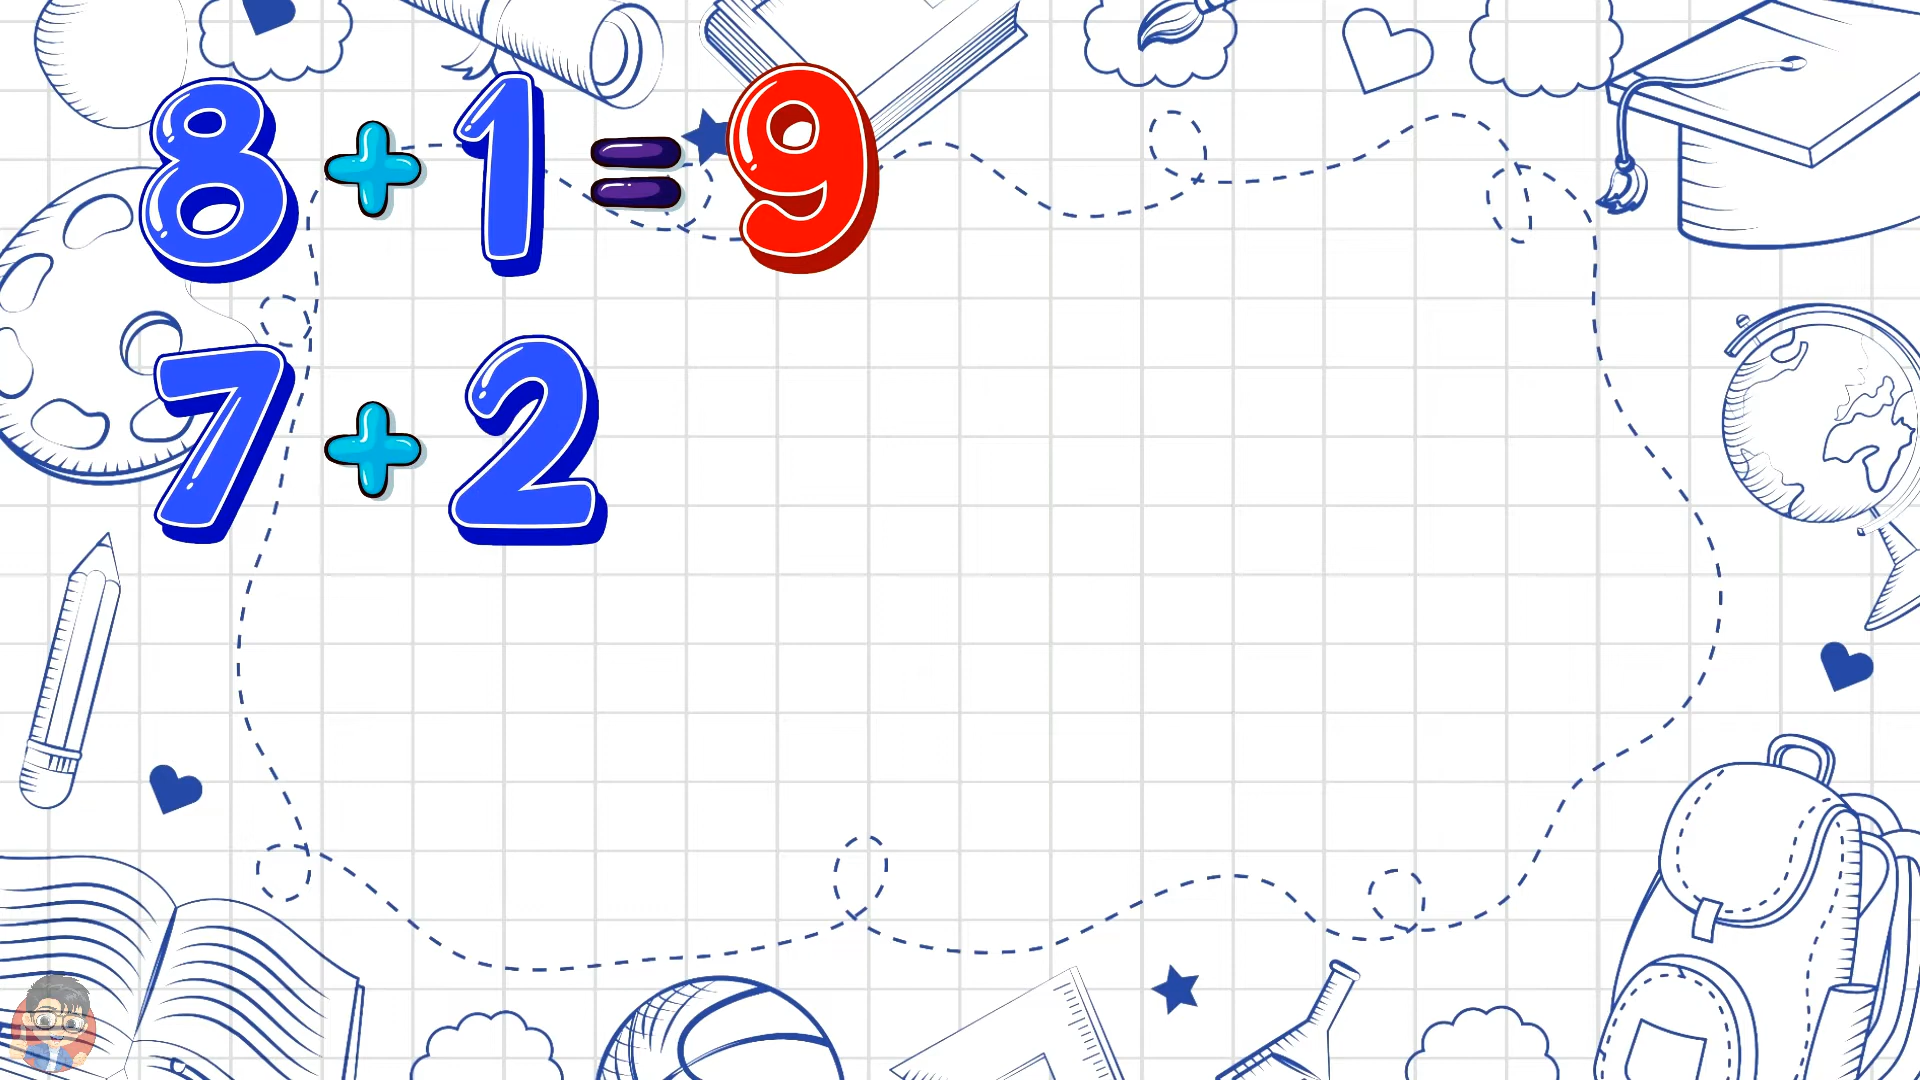 8 + 1 = 9
7 + 2